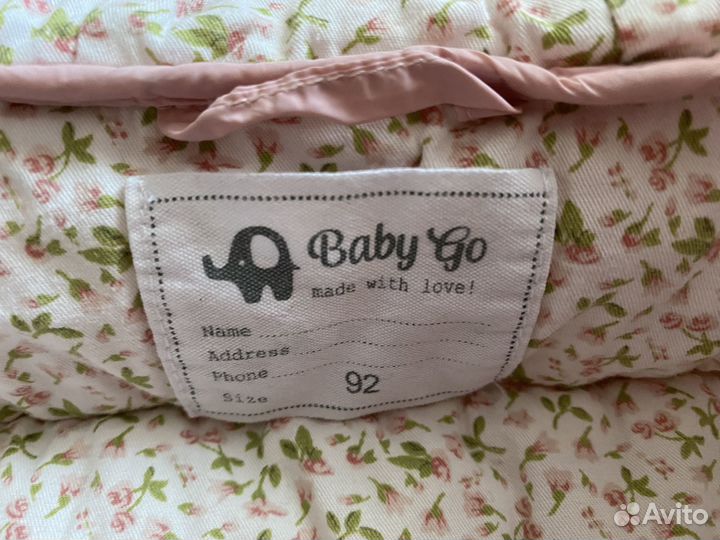 Baby Go
made with love!
Name
Address
Phone
Size 92
Avito